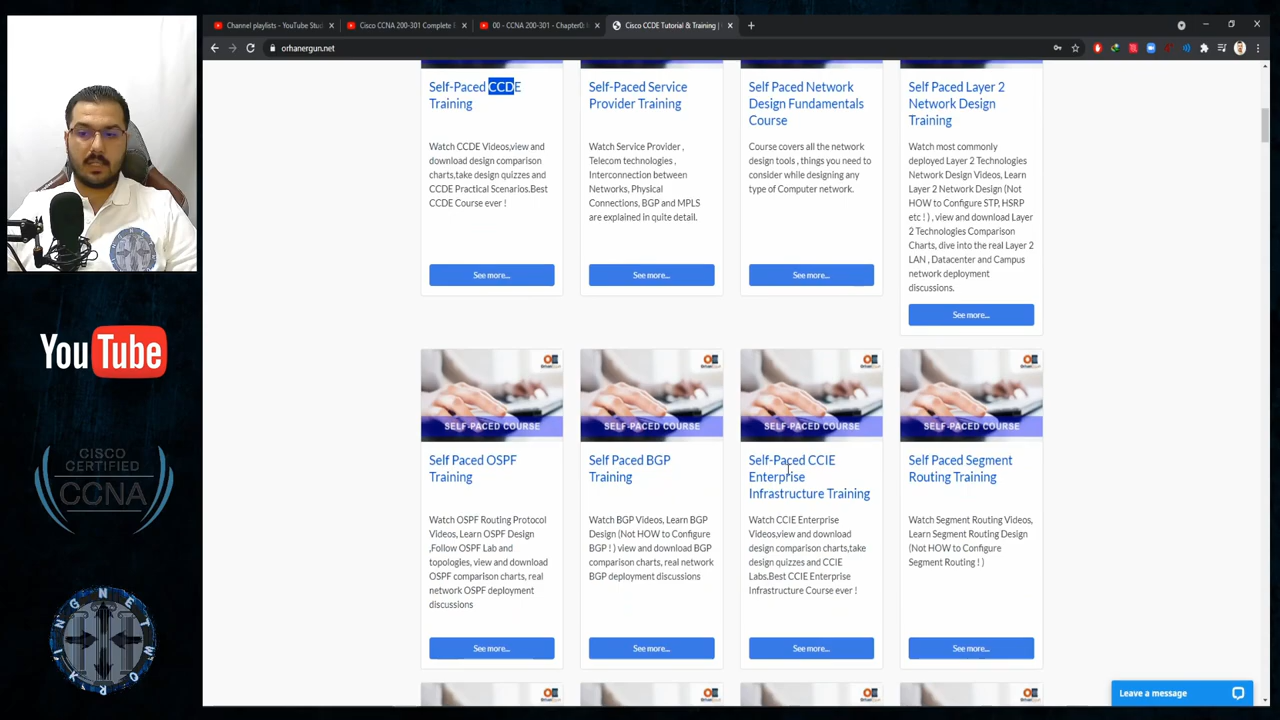 Channel playlists - YouTube Stud
Cisco CCNA 200-301 Complete
00 - CCNA 200-301 - Chapter0:
Cisco CCDE Tutorial & Training |
orhanergun.net
Self-Paced CCDE
Training
Watch CCDE Videos,view and
download design comparison
charts,take design quizzes and
CCDE Practical Scenarios.Best
CCDE Course ever !
See more...
Self-Paced Service
Provider Training
Watch Service Provider ,
Telecom technologies ,
Interconnection between
Networks, Physical
Connections, BGP and MPLS
are explained in quite detail.
See more...
Self Paced Network
Design Fundamentals
Course
Course covers all the network
design tools , things you need to
consider while designing any
type of Computer network.
See more...
Self Paced Layer 2
Network Design
Training
Watch most commonly
deployed Layer 2 Technologies
Network Design Videos, Learn
Layer 2 Network Design (Not
HOW to Configure STP, HSRP
etc ! ) , view and download Layer
2 Technologies Comparison
Charts, dive into the real Layer 2
LAN , Datacenter and Campus
network deployment
discussions.
See more...
SELF-PACED COURSE
Self Paced OSPF
Training
Watch OSPF Routing Protocol
Videos, Learn OSPF Design
,Follow OSPF Lab and
topologies, view and download
OSPF comparison charts, real
network OSPF deployment
discussions
See more...
SELF-PACED COURSE
Self Paced BGP
Training
Watch BGP Videos, Learn BGP
Design (Not HOW to Configure
BGP ! ) view and download BGP
comparison charts, real network
BGP deployment discussions
See more...
SELF-PACED COURSE
Self-Paced CCIE
Enterprise
Infrastructure Training
Watch CCIE Enterprise
Videos,view and download
design comparison charts,take
design quizzes and CCIE
Labs.Best CCIE Enterprise
Infrastructure Course ever !
See more...
SELF-PACED COURSE
Self Paced Segment
Routing Training
Watch Segment Routing Videos,
Learn Segment Routing Design
(Not HOW to Configure
Segment Routing ! )
See more...
Leave a message
YouTube
CISCO
CERTIFIED
CCNA
INGNETWORK